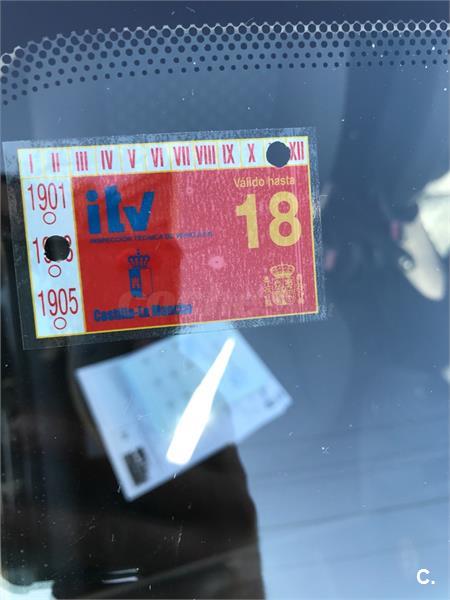 I II III IV V VI VII VIII IX X XII
1901
Válido hasta
itv
18
INSPECCIÓN TÉCNICA DE VEHÍCULOS
1905
Castilla-La Mancha
C.